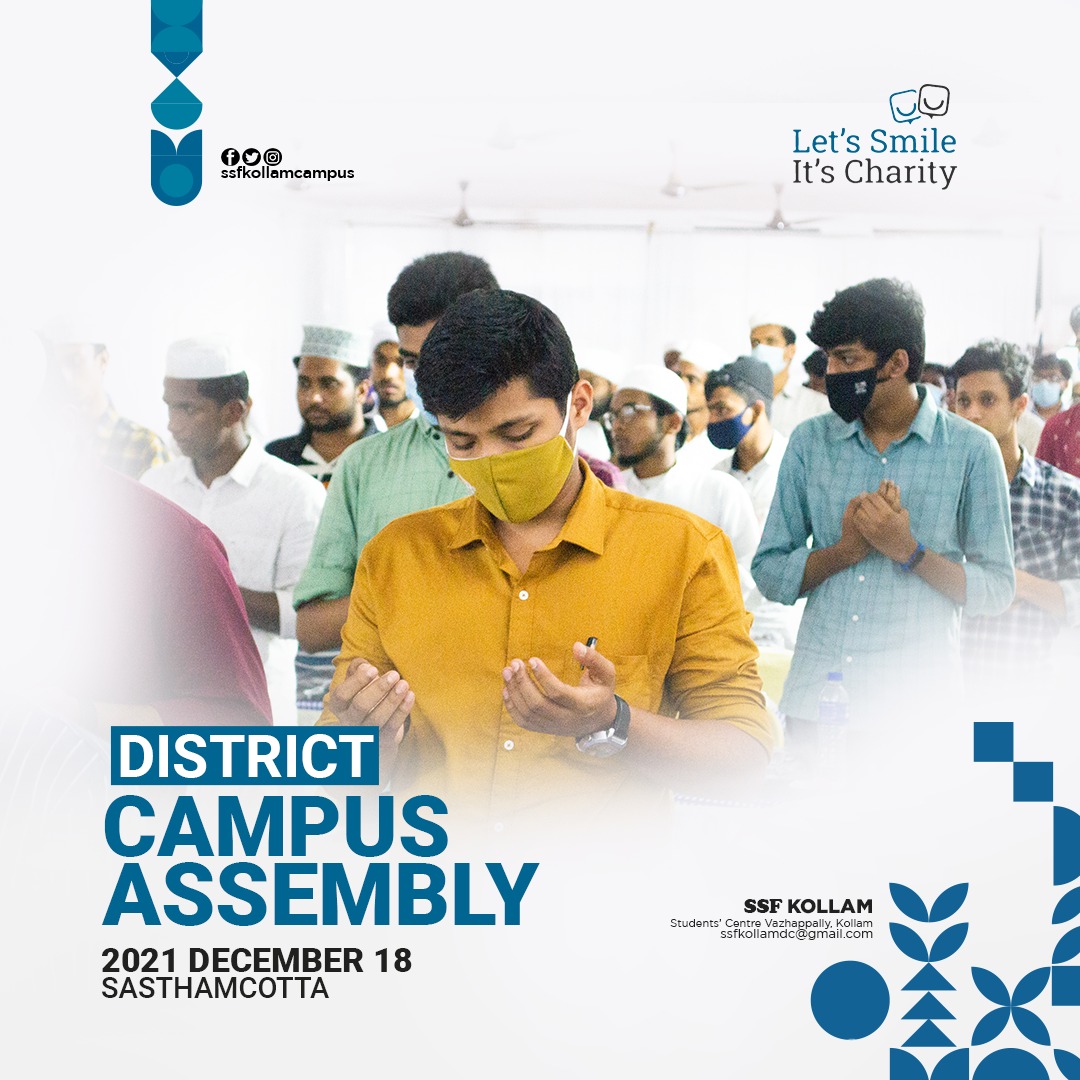 ssfkollamcampus
Let's Smile
It's Charity
DISTRICT
CAMPUS
ASSEMBLY
2021 DECEMBER 18
SASTHAMCOTTA
SSF KOLLAM
Students' Centre Vazhappally, Kollam
ssfkollamdc@gmail.com